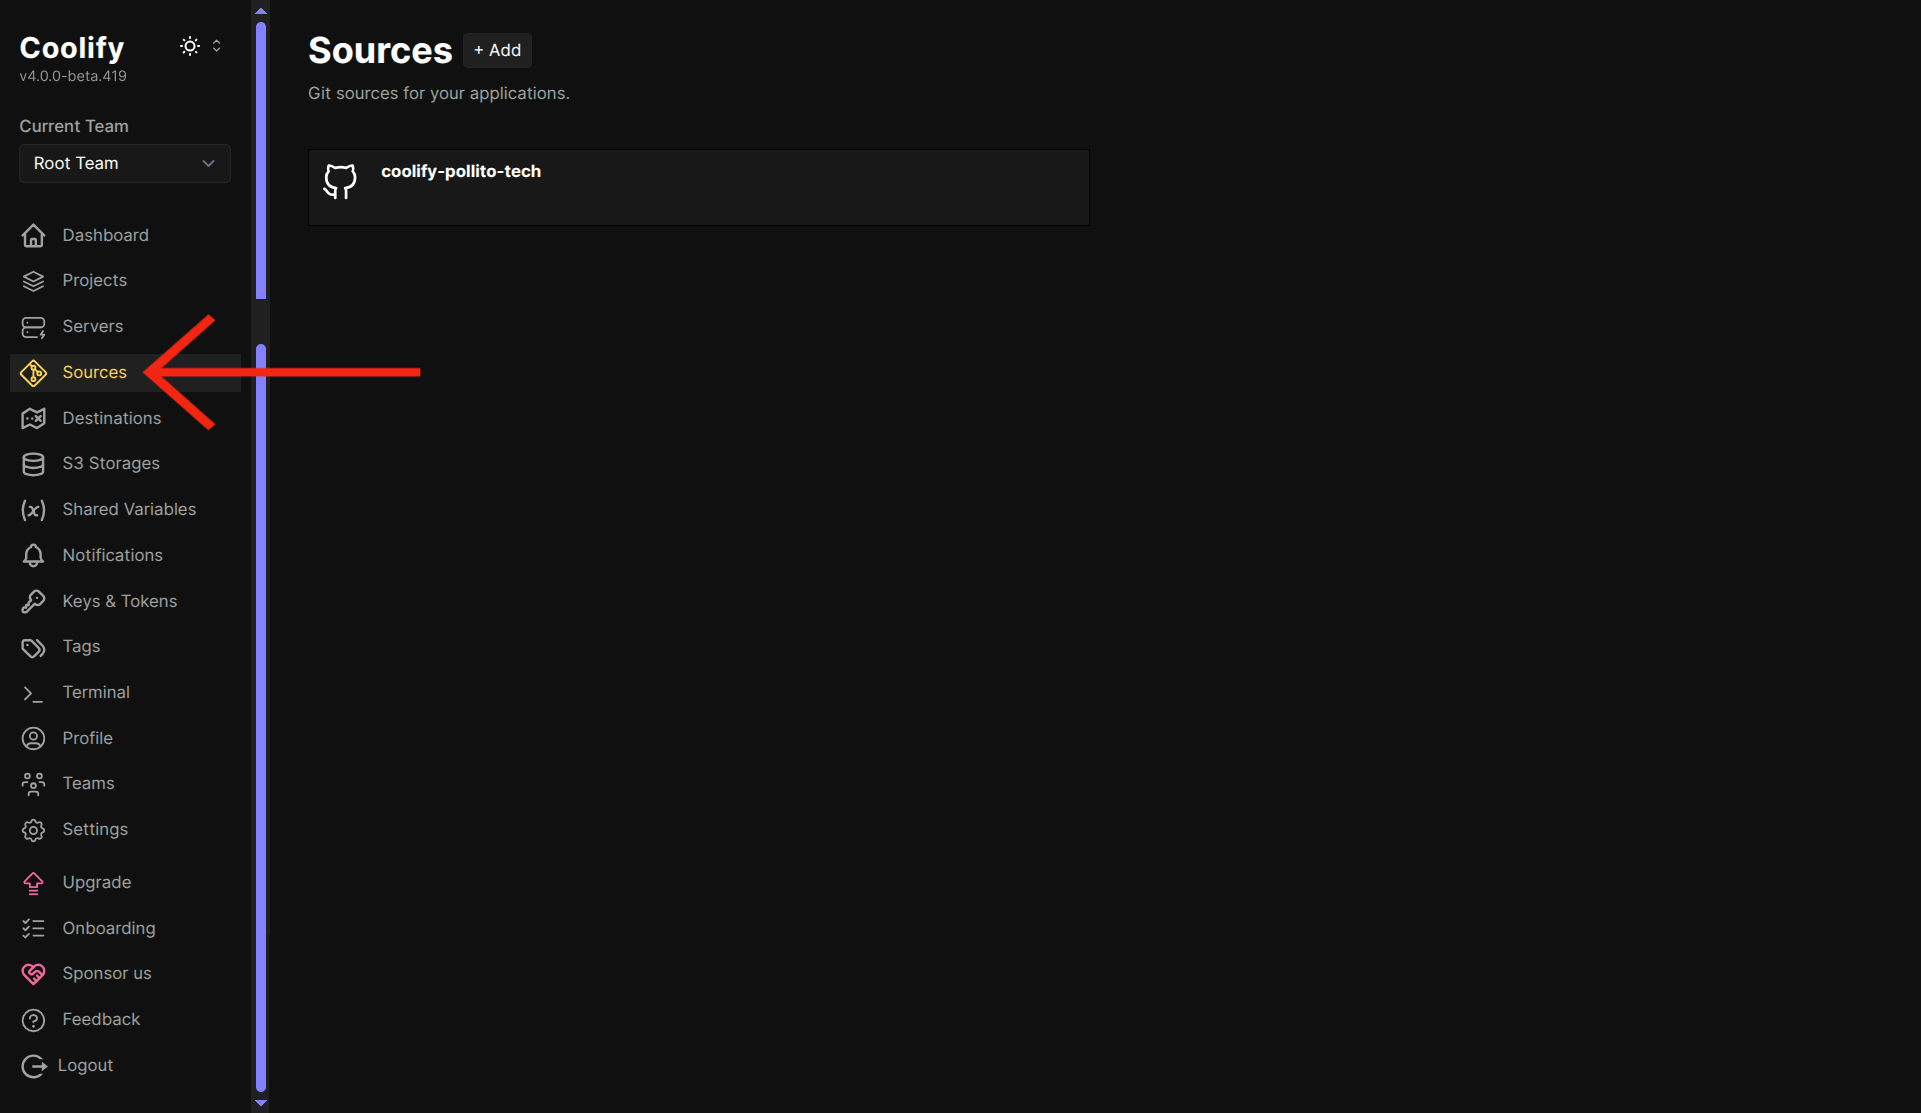 Coolify
v4.0.0-beta.419
Current Team
Root Team
Dashboard
Projects
Servers
Sources
Destinations
S3 Storages
Shared Variables
Notifications
Keys & Tokens
Tags
Terminal
Profile
Teams
Settings
Upgrade
Onboarding
Sponsor us
Feedback
Logout
Sources + Add
Git sources for your applications.
coolify-pollito-tech